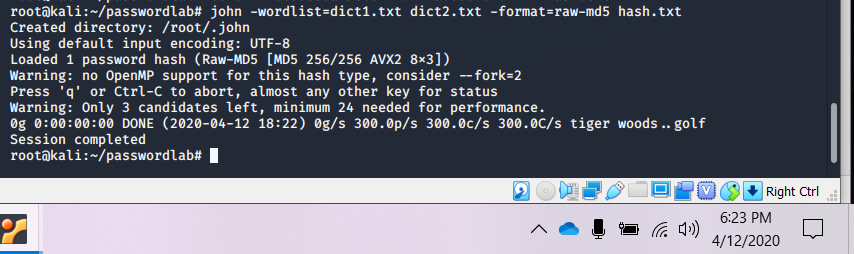 root@kali:~/passwordlab# john -wordlist=dict1.txt dict2.txt -format=raw-md5 hash.txt
Created directory: /root/.john
Using default input encoding: UTF-8
Loaded 1 password hash (Raw-MD5 [MD5 256/256 AVX2 8×3])
Warning: no OpenMP support for this hash type, consider --fork=2
Press 'q' or Ctrl-C to abort, almost any other key for status
Warning: Only 3 candidates left, minimum 24 needed for performance.
0g 0:00:00:00 DONE (2020-04-12 18:22) 0g/s 300.0p/s 300.0c/s 300.0C/s tiger woods..golf
Session completed
root@kali:~/passwordlab#
Right Ctrl
6:23 PM
4/12/2020